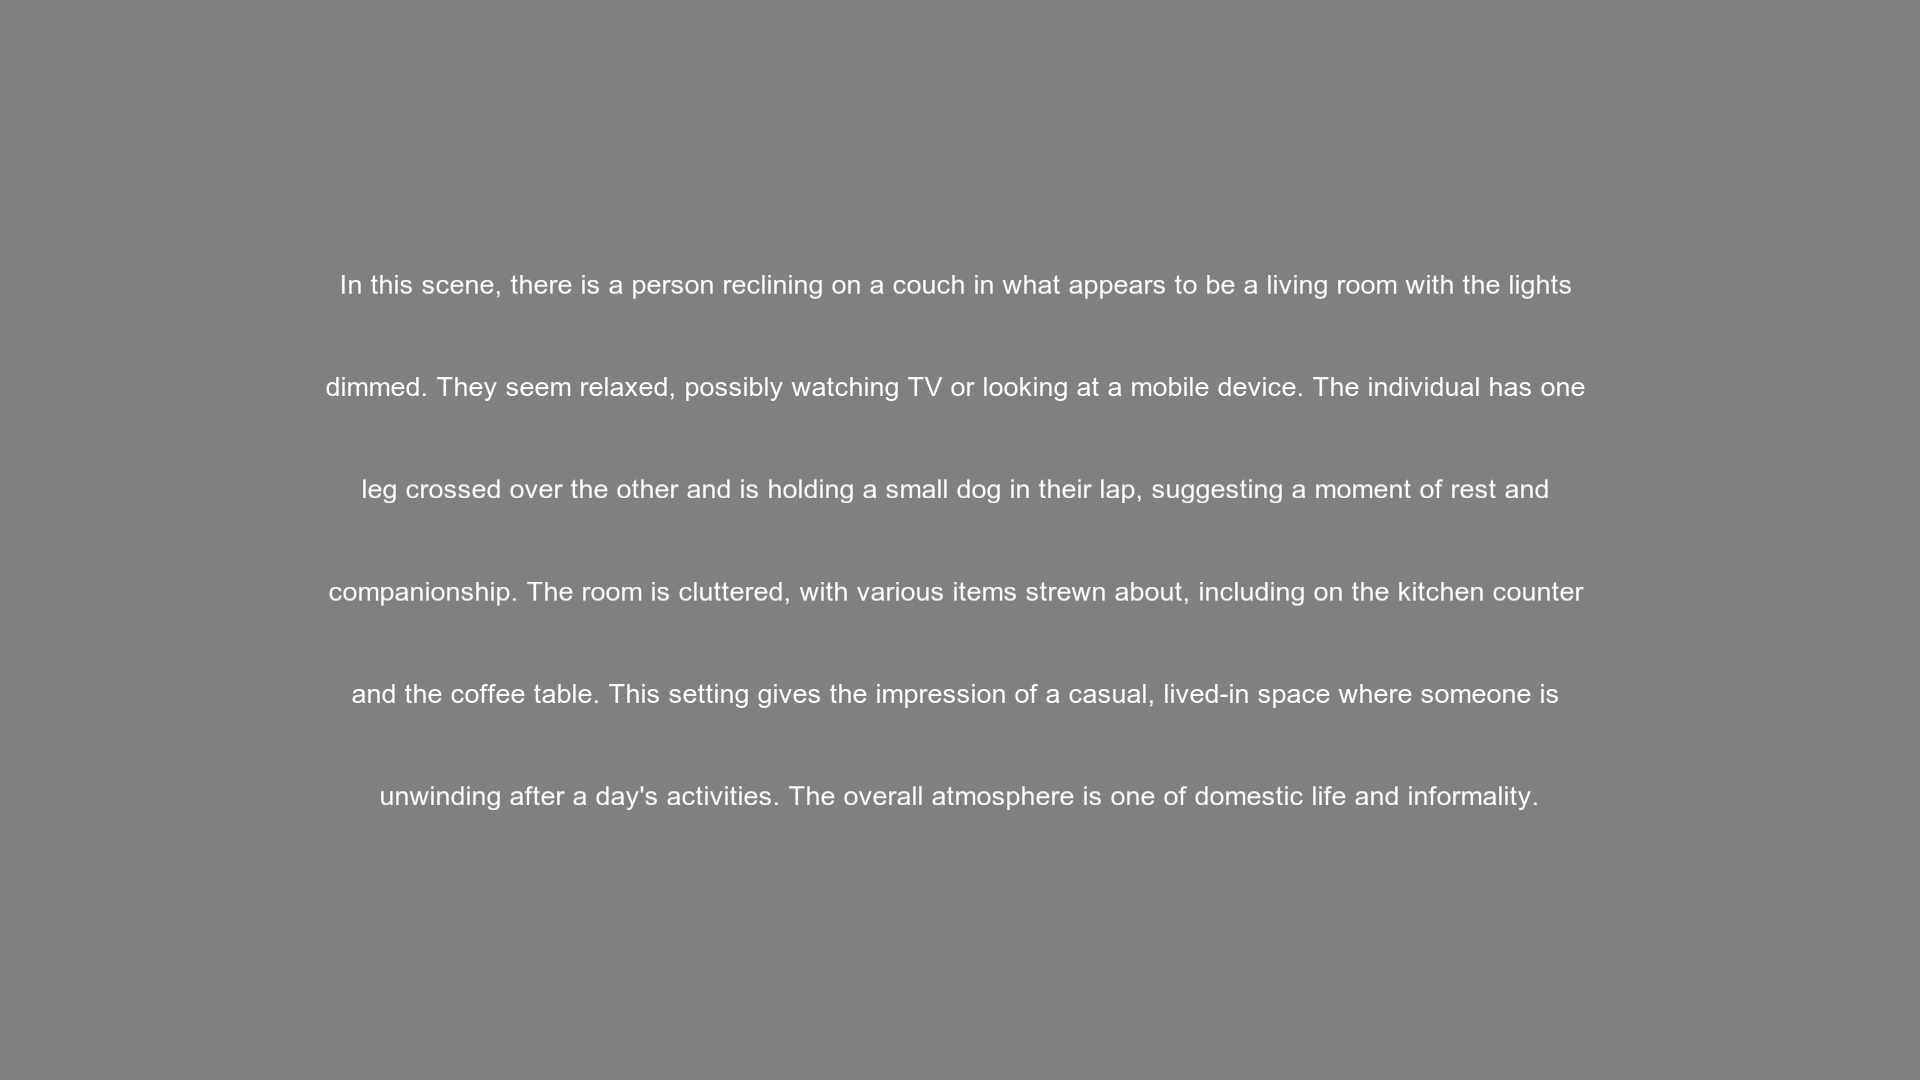 In this scene, there is a person reclining on a couch in what appears to be a living room with the lights
dimmed. They seem relaxed, possibly watching TV or looking at a mobile device. The individual has one
leg crossed over the other and is holding a small dog in their lap, suggesting a moment of rest and
companionship. The room is cluttered, with various items strewn about, including on the kitchen counter
and the coffee table. This setting gives the impression of a casual, lived-in space where someone is
unwinding after a day's activities. The overall atmosphere is one of domestic life and informality.